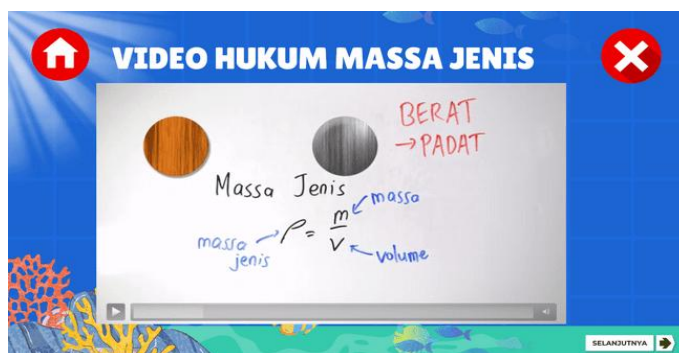 VIDEO HUKUM MASSA JENIS
BERAT
→PADAT
Massa Jenis
massa
massa jenis
ρ = m/v
volume
SELANJUTNYA